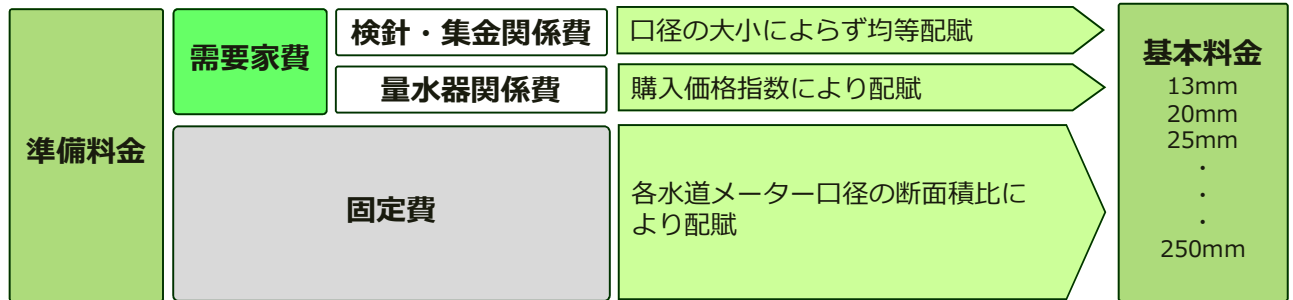 準備料金
需要家費
検針・集金関係費
口径の大小によらず均等配賦
量水器関係費
購入価格指数により配賦
固定費
各水道メーター口径の断面積比に
より配賦
基本料金
13mm
20mm
25mm
・
・
・
250mm